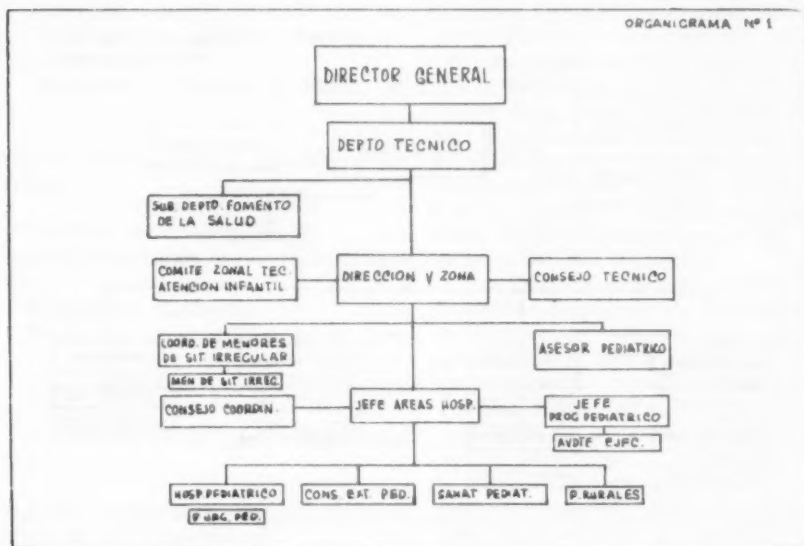 ORGANIGRAMA Nº 1
DIRECTOR GENERAL
DEPTO TECNICO
SUB. DEPTO. FOMENTO
DE LA SALUD
COMITE ZONAL TEC.
ATENCION INFANTIL
DIRECCION V ZONA
CONSEJO TECNICO
COORD. DE MENORES
DE SIT IRREGULAR
MEN DE SIT IRREG.
ASESOR PEDIATRICO
CONSEJO COORDIN.
JEFE AREAS HOSP.
JEFE
PROG PEDIATRICO
AYDTE EJEC.
HOSP. PEDIATRICO
P URG. PED.
CONS. EXT. PED.
SANAT PEDIAT.
P. RURALES